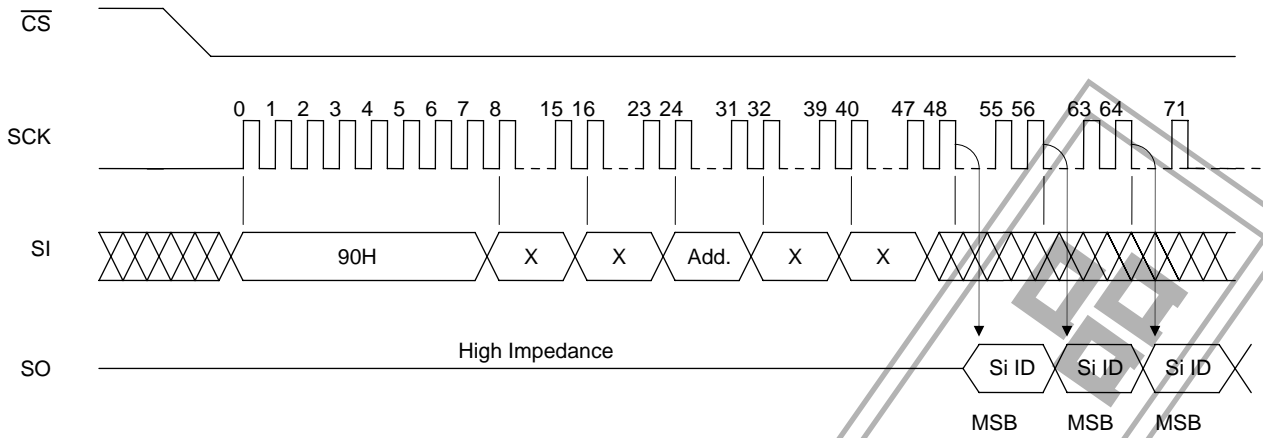 CS
0 1 2 3 4 5 6 7 8 15 16 23 24 31 32 39 40 47 48 55 56 63 64 71
SCK
SI 90H X X Add. X X
High Impedance
SO Si ID Si ID Si ID
MSB MSB MSB